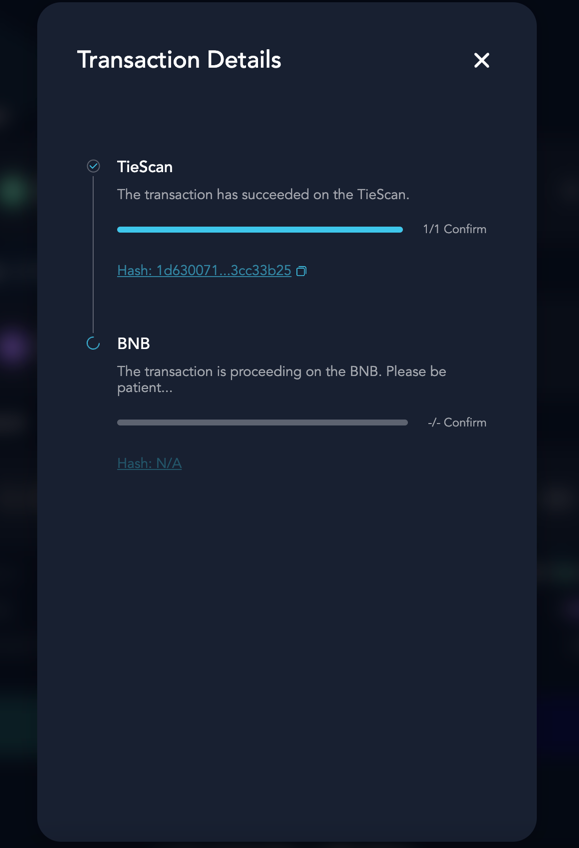 Transaction Details
TieScan
The transaction has succeeded on the TieScan.
1/1 Confirm
Hash: 1d630071...3cc33b25
BNB
The transaction is proceeding on the BNB. Please be
patient...
-/- Confirm
Hash: N/A